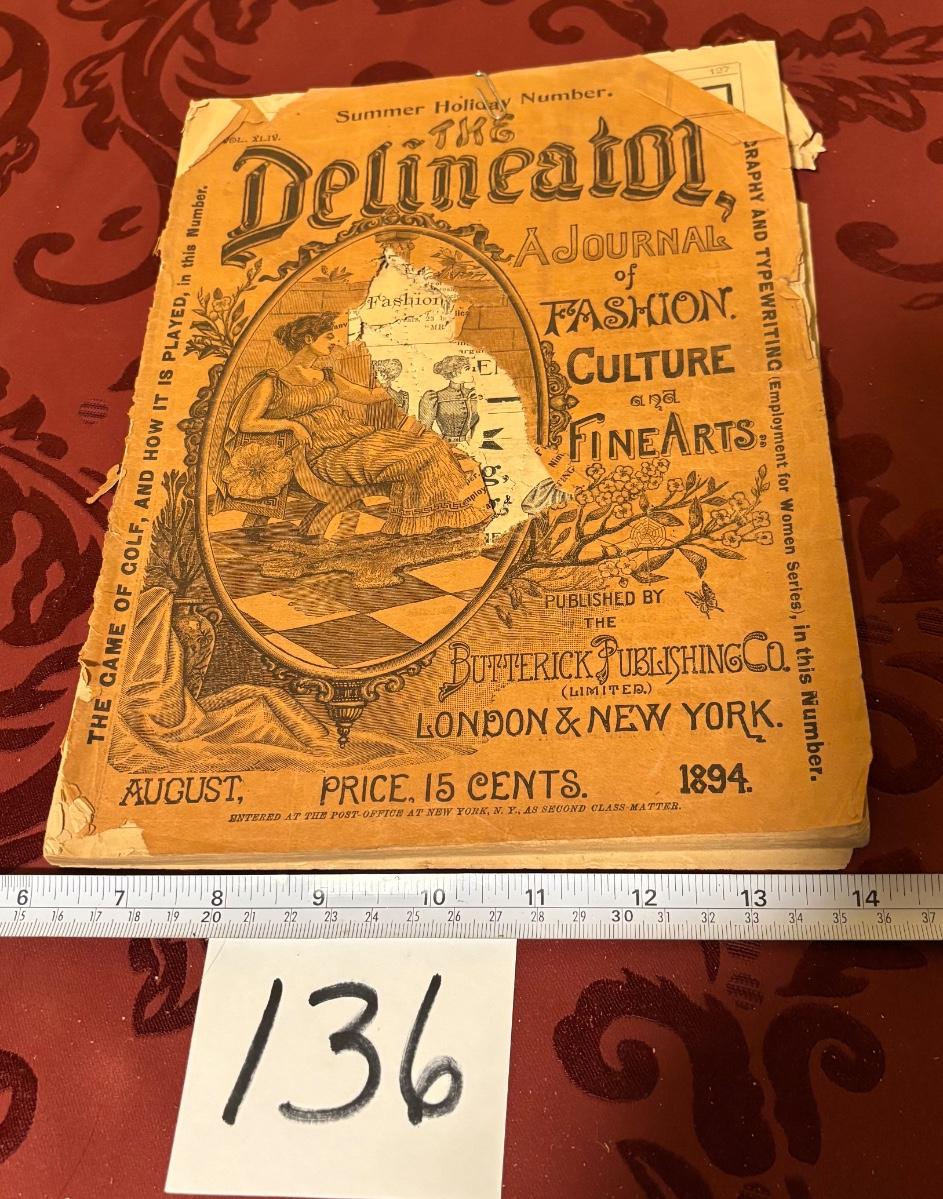 127
Summer Holiday Number.
VOL. XLIV.
THE
Delineator,
A JOURNAL
of
FASHION.
CULTURE
and
FINE ARTS.
THE GAME OF GOLF, AND HOW IT IS PLAYED, in this Number.
GRAPHY AND TYPEWRITING (Employment for Women Series), in this Number.
Fashion
PUBLISHED BY
THE
BUTTERICK PUBLISHING CO.
(LIMITED.)
LONDON & NEW YORK.
AUGUST, PRICE, 15 CENTS. 1894.
ENTERED AT THE POST-OFFICE AT NEW YORK, N. Y., AS SECOND CLASS MATTER.
6 7 8 9 10 11 12 13 14
15 16 17 18 19 20 21 22 23 24 25 26 27 28 29 30 31 32 33 34 35 36 37
136